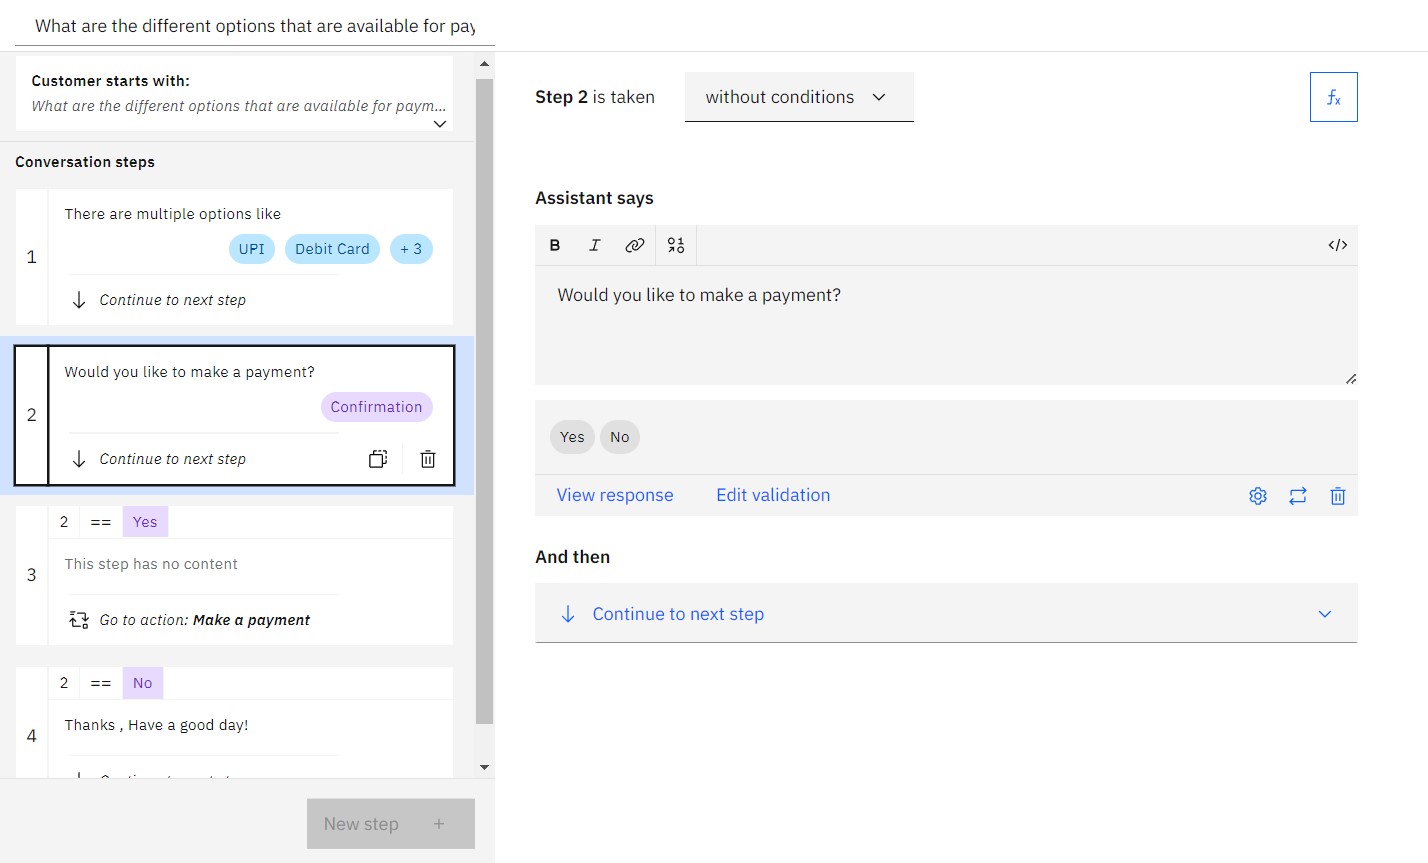 What are the different options that are available for pay
Customer starts with:
What are the different options that are available for paym...
Conversation steps
1
There are multiple options like
UPI Debit Card + 3
Continue to next step
2
Would you like to make a payment?
Confirmation
Continue to next step
3
2 == Yes
This step has no content
Go to action: Make a payment
4
2 == No
Thanks , Have a good day!
New step +
Step 2 is taken without conditions
fx
Assistant says
B I </>
Would you like to make a payment?
Yes No
View response Edit validation
And then
Continue to next step